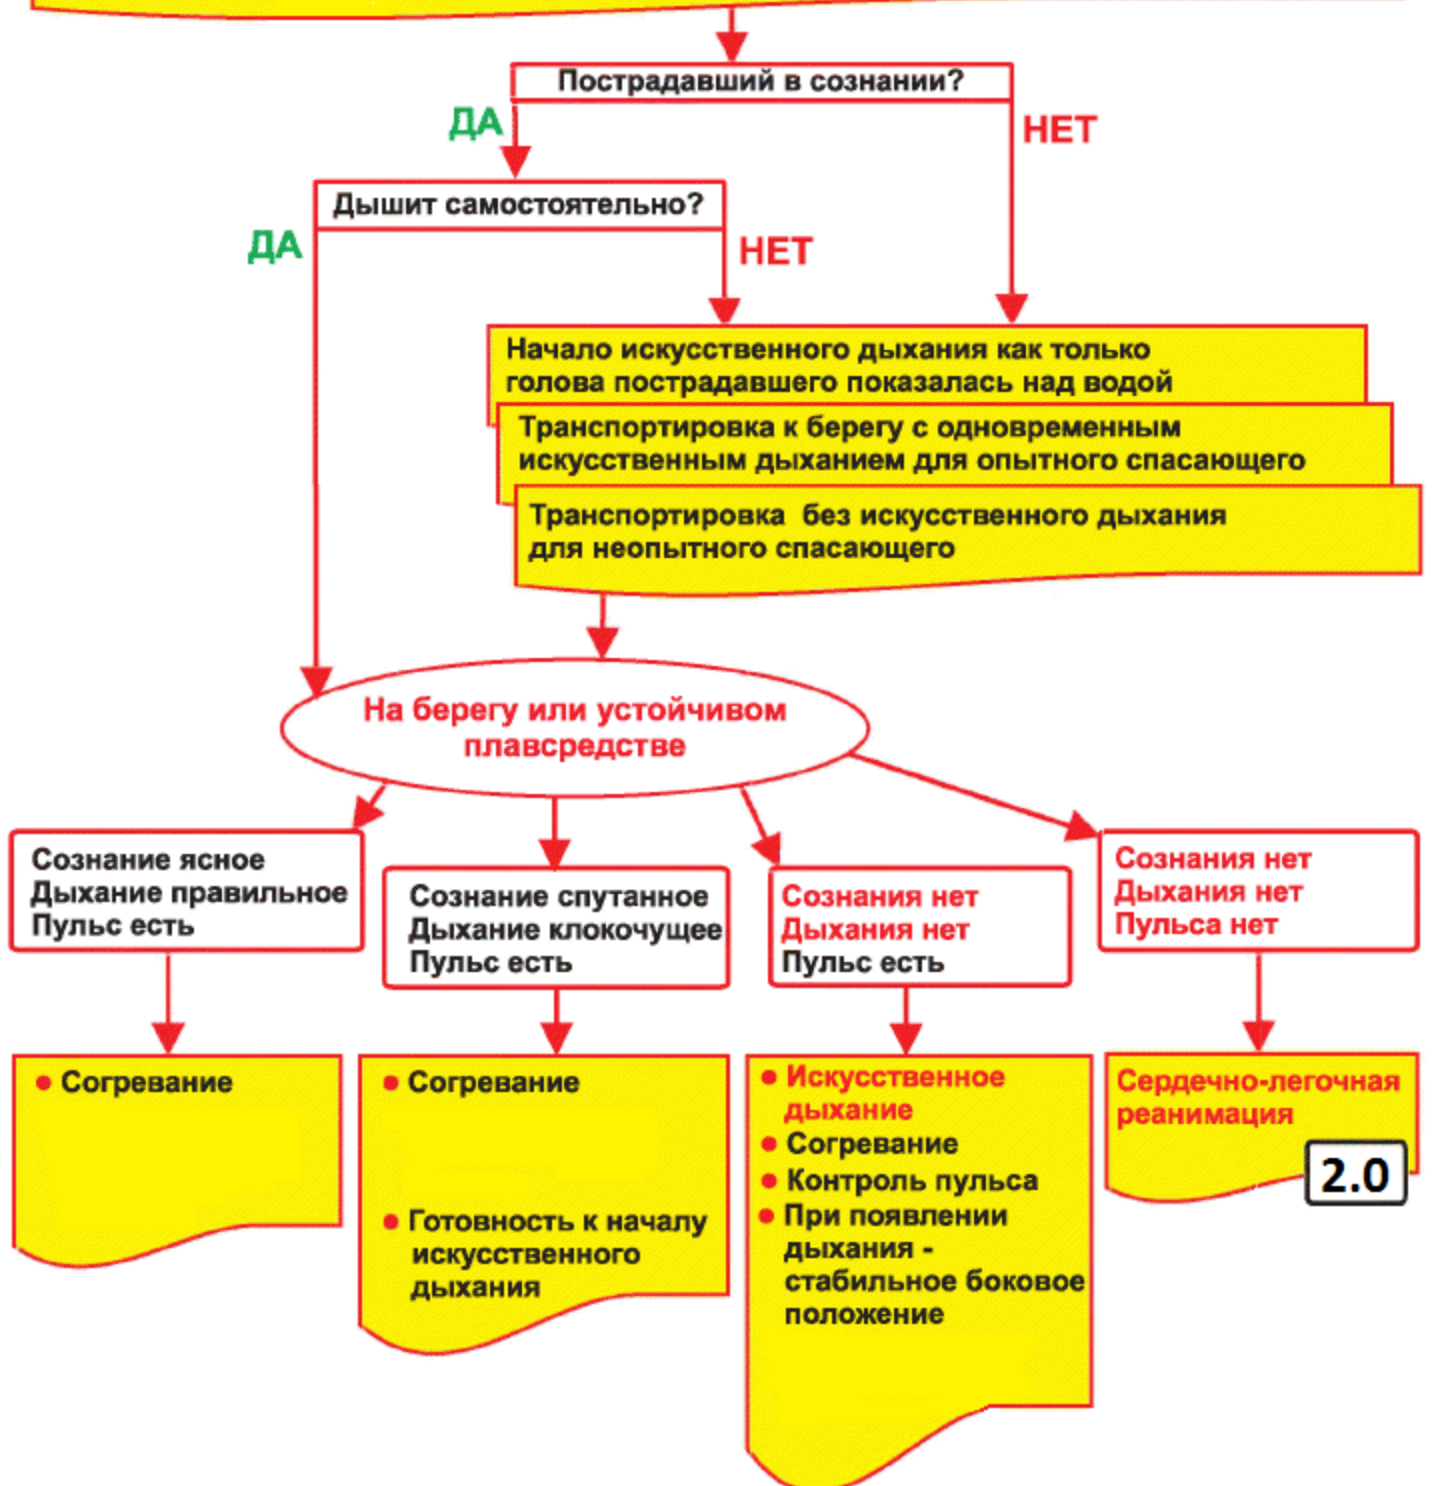 Пострадавший в сознании?
ДА
НЕТ
Дышит самостоятельно?
ДА
НЕТ
Начало искусственного дыхания как только
голова пострадавшего показалась над водой
Транспортировка к берегу с одновременным
искусственным дыханием для опытного спасающего
Транспортировка без искусственного дыхания
для неопытного спасающего
На берегу или устойчивом
плавсредстве
Сознание ясное
Дыхание правильное
Пульс есть
Сознание спутанное
Дыхание клокочущее
Пульс есть
Сознания нет
Дыхания нет
Пульс есть
Сознания нет
Дыхания нет
Пульса нет
• Согревание
• Согревание
• Готовность к началу
искусственного
дыхания
• Искусственное
дыхание
• Согревание
• Контроль пульса
• При появлении
дыхания -
стабильное боковое
положение
Сердечно-легочная
реанимация
2.0